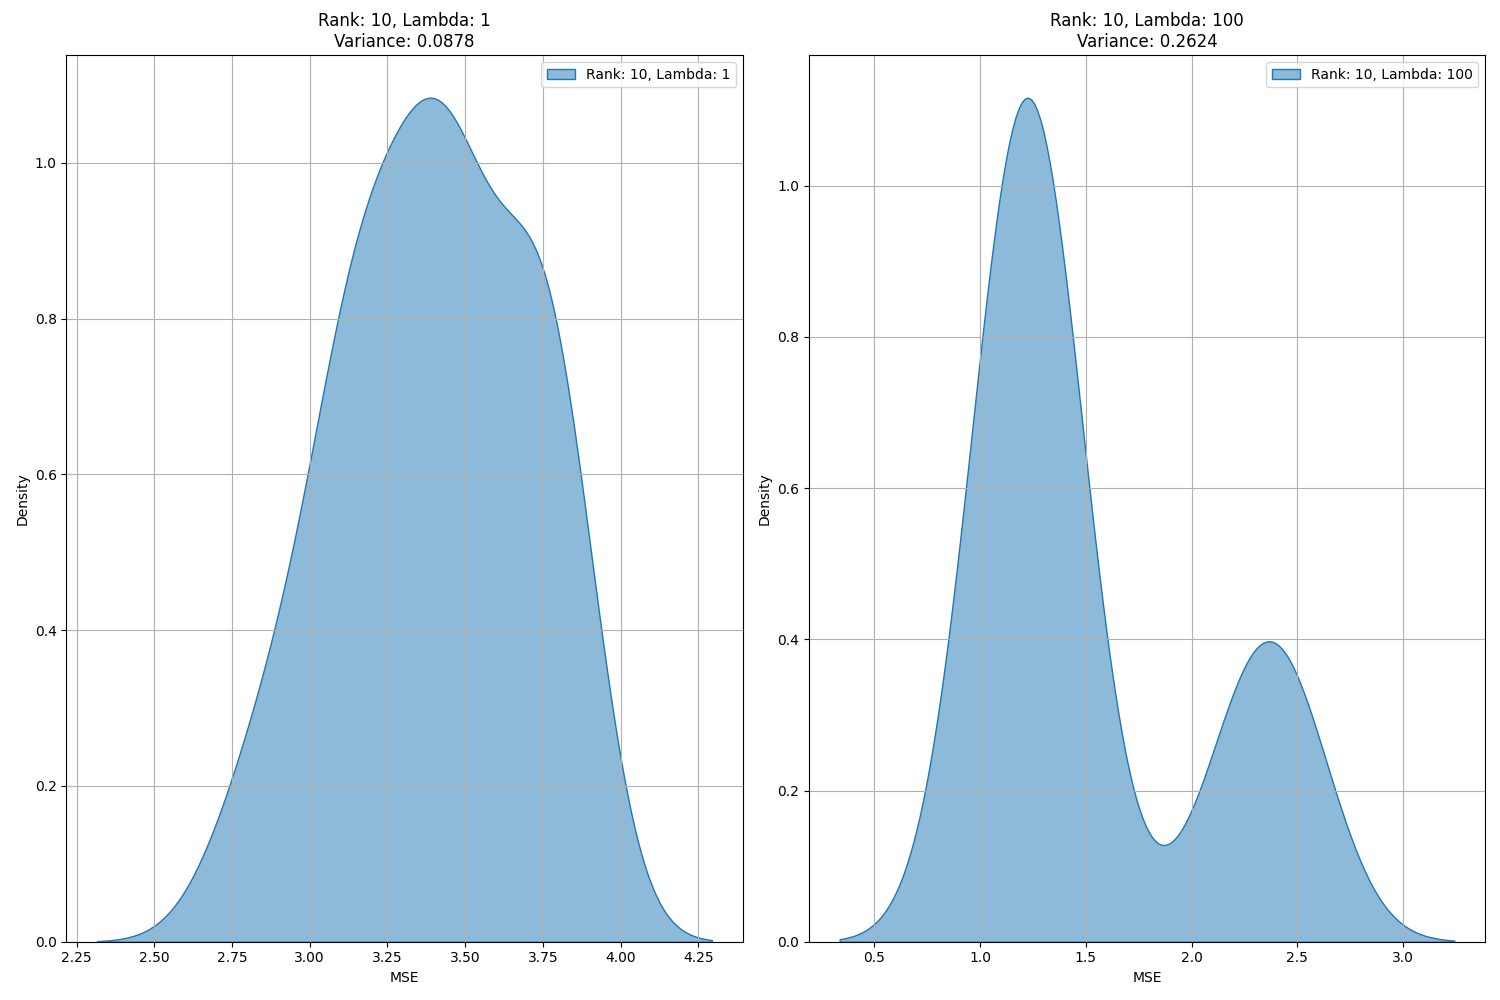 Rank: 10, Lambda: 1
Variance: 0.0878
Rank: 10, Lambda: 1
1.0
0.8
0.6
0.4
0.2
0.0
Density
2.25 2.50 2.75 3.00 3.25 3.50 3.75 4.00 4.25
MSE
Rank: 10, Lambda: 100
Variance: 0.2624
Rank: 10, Lambda: 100
1.0
0.8
0.6
0.4
0.2
0.0
Density
0.5 1.0 1.5 2.0 2.5 3.0
MSE